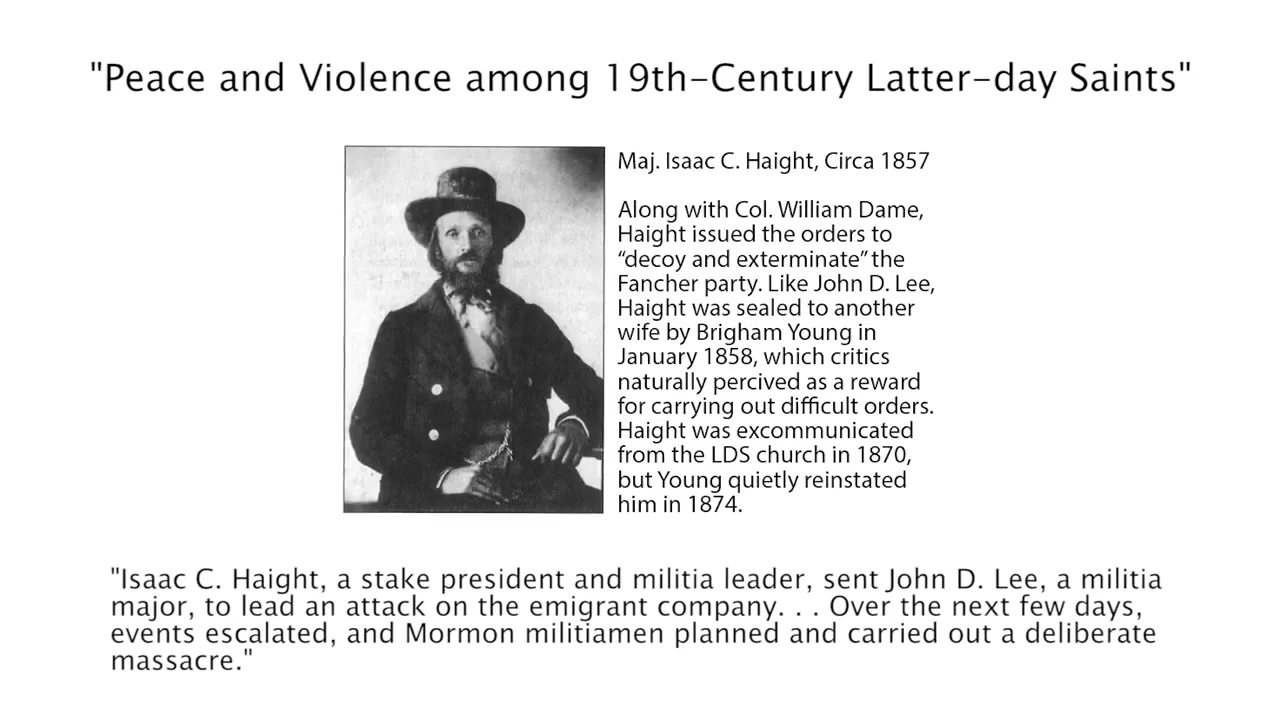 "Peace and Violence among 19th-Century Latter-day Saints"
Maj. Isaac C. Haight, Circa 1857
Along with Col. William Dame,
Haight issued the orders to
“decoy and exterminate” the
Fancher party. Like John D. Lee,
Haight was sealed to another
wife by Brigham Young in
January 1858, which critics
naturally percived as a reward
for carrying out difficult orders.
Haight was excommunicated
from the LDS church in 1870,
but Young quietly reinstated
him in 1874.
"Isaac C. Haight, a stake president and militia leader, sent John D. Lee, a militia
major, to lead an attack on the emigrant company. . . Over the next few days,
events escalated, and Mormon militiamen planned and carried out a deliberate
massacre."